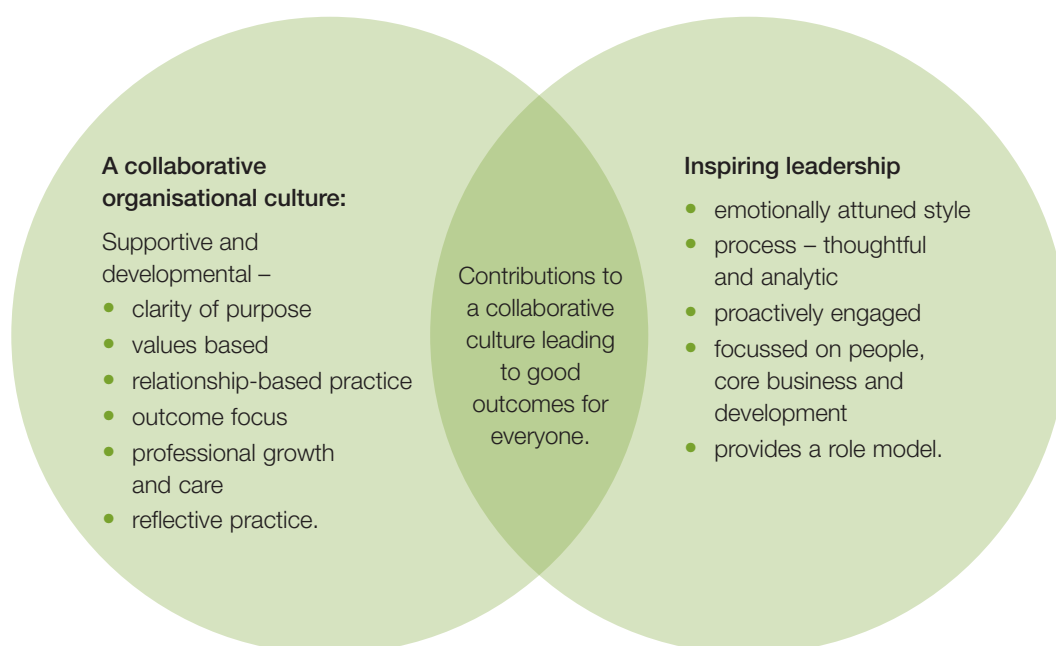 A collaborative
organisational culture:
Supportive and
developmental –
• clarity of purpose
• values based
• relationship-based practice
• outcome focus
• professional growth
and care
• reflective practice.
Contributions to
a collaborative
culture leading
to good
outcomes for
everyone.
Inspiring leadership
• emotionally attuned style
• process – thoughtful
and analytic
• proactively engaged
• focussed on people,
core business and
development
• provides a role model.